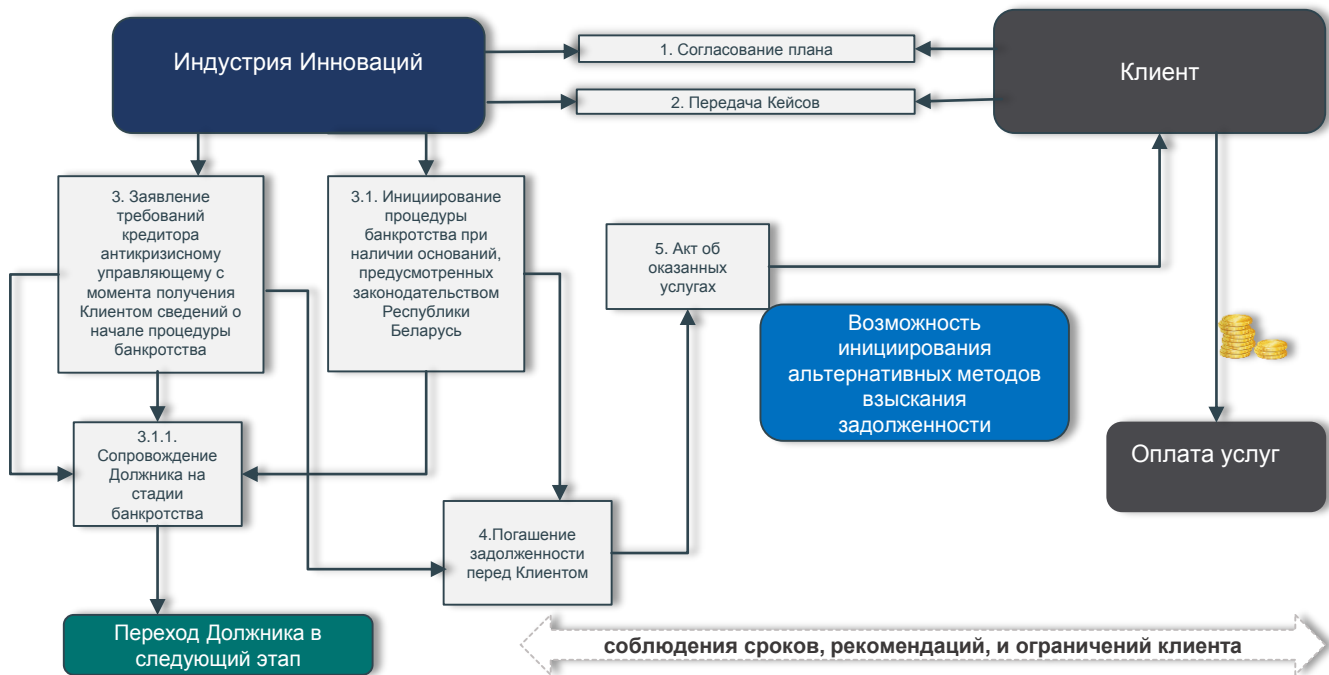 Индустрия Инноваций
1. Согласование плана
2. Передача Кейсов
Клиент
3. Заявление
требований
кредитора
антикризисному
управляющему с
момента получения
Клиентом сведений о
начале процедуры
банкротства
3.1. Инициирование
процедуры
банкротства при
наличии оснований,
предусмотренных
законодательством
Республики
Беларусь
5. Акт об
оказанных
услугах
Возможность
инициирования
альтернативных методов
взыскания
задолженности
3.1.1.
Сопровождение
Должника на
стадии
банкротства
Оплата услуг
4.Погашение
задолженности
перед Клиентом
Переход Должника в
следующий этап
соблюдения сроков, рекомендаций, и ограничений клиента